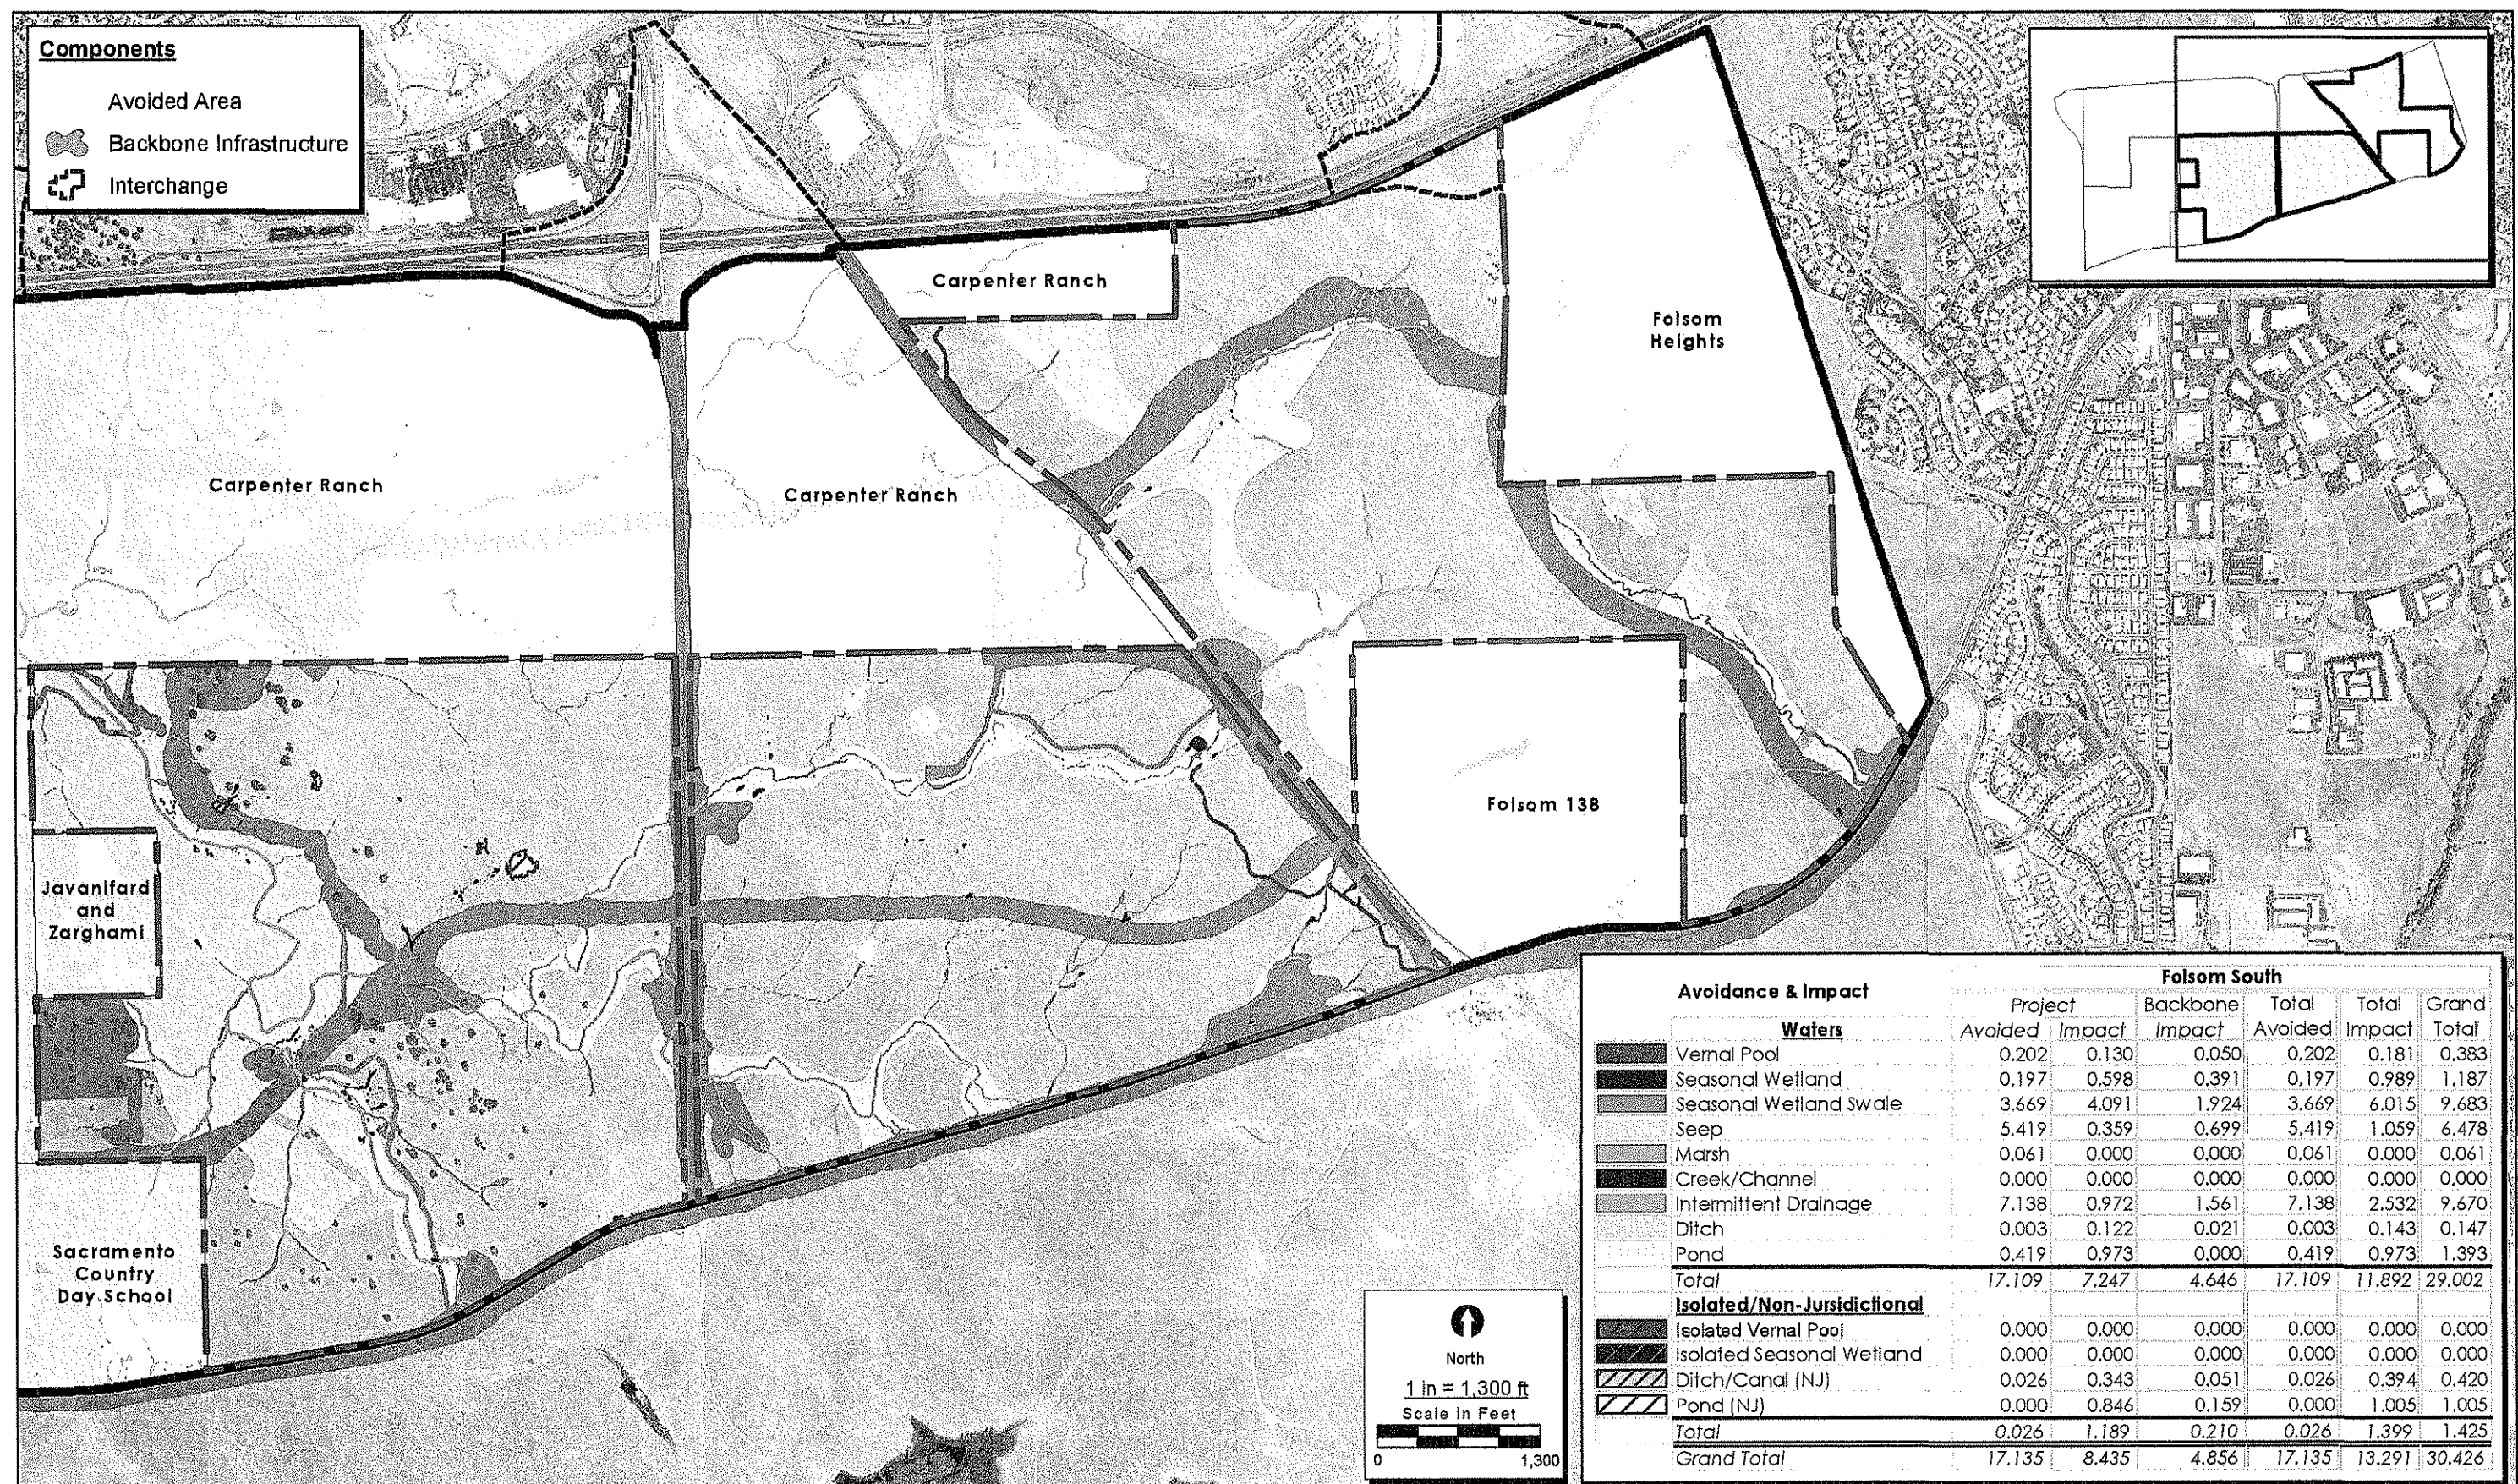 Components
Avoided Area
Backbone Infrastructure
Interchange
Carpenter Ranch
Folsom
Heights
Carpenter Ranch
Carpenter Ranch
Folsom 138
Javanifard
and
Zarghami
Sacramento
Country
Day School
North
1 in = 1,300 ft
Scale in Feet
0 1,300
Folsom South
Avoidance & Impact
Project Backbone Total Total Grand
Waters Avoided Impact Impact Avoided Impact Total
Vernal Pool 0.202 0.130 0.050 0.202 0.181 0.383
Seasonal Wetland 0.197 0.598 0.391 0.197 0.989 1.187
Seasonal Wetland Swale 3.669 4.091 1.924 3.669 6.015 9.683
Seep 5.419 0.359 0.699 5.419 1.059 6.478
Marsh 0.061 0.000 0.000 0.061 0.000 0.061
Creek/Channel 0.000 0.000 0.000 0.000 0.000 0.000
Intermittent Drainage 7.138 0.972 1.561 7.138 2.532 9.670
Ditch 0.003 0.122 0.021 0.003 0.143 0.147
Pond 0.419 0.973 0.000 0.419 0.973 1.393
Total 17.109 7.247 4.646 17.109 11.892 29.002
Isolated/Non-Jursidictional
Isolated Vernal Pool 0.000 0.000 0.000 0.000 0.000 0.000
Isolated Seasonal Wetland 0.000 0.000 0.000 0.000 0.000 0.000
Ditch/Canal (NJ) 0.026 0.343 0.051 0.026 0.394 0.420
Pond (NJ) 0.000 0.846 0.159 0.000 1.005 1.005
Total 0.026 1.189 0.210 0.026 1.399 1.425
Grand Total 17.135 8.435 4.856 17.135 13.291 30.426